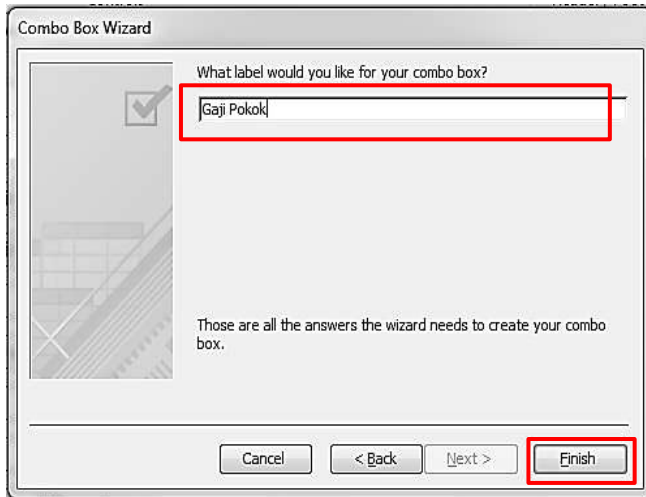 Combo Box Wizard
What label would you like for your combo box?
Gaji Pokok
Those are all the answers the wizard needs to create your combo
box.
Cancel
< Back
Next >
Finish